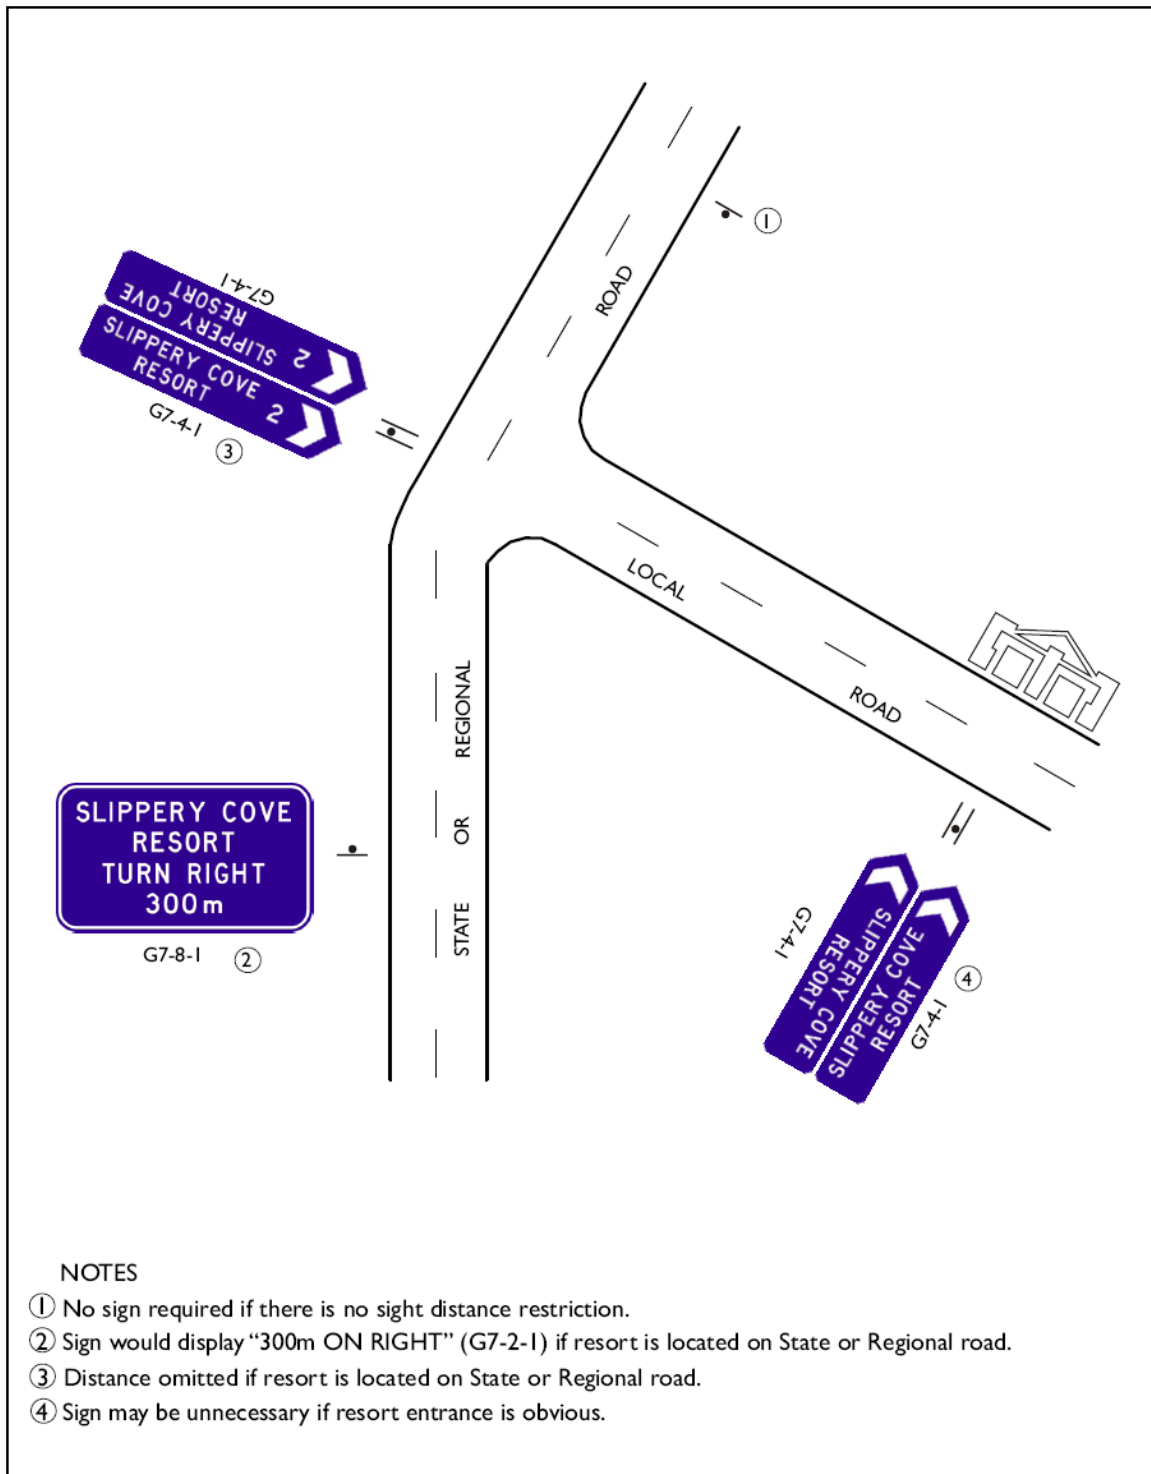 1
ROAD
G7-4-1
SLIPPERY COVE
RESORT
2
SLIPPERY COVE
RESORT
2
G7-4-1
3
LOCAL
ROAD
STATE OR REGIONAL
SLIPPERY COVE
RESORT
TURN RIGHT
300m
G7-8-1
2
G7-4-1
SLIPPERY COVE
RESORT
SLIPPERY COVE
RESORT
G7-4-1
4
NOTES
1 No sign required if there is no sight distance restriction.
2 Sign would display “300m ON RIGHT” (G7-2-1) if resort is located on State or Regional road.
3 Distance omitted if resort is located on State or Regional road.
4 Sign may be unnecessary if resort entrance is obvious.